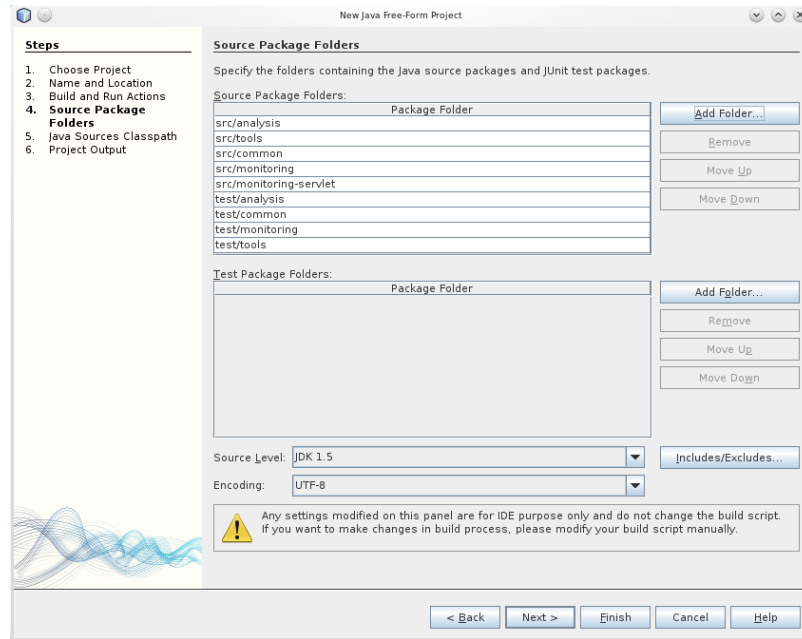 New Java Free-Form Project
Steps
1. Choose Project
2. Name and Location
3. Build and Run Actions
4. Source Package
Folders
5. Java Sources Classpath
6. Project Output
Source Package Folders
Specify the folders containing the Java source packages and JUnit test packages.
Source Package Folders:
Package Folder
src/analysis
src/tools
src/common
src/monitoring
src/monitoring-servlet
test/analysis
test/common
test/monitoring
test/tools
Add Folder...
Remove
Move Up
Move Down
Test Package Folders:
Package Folder
Add Folder...
Remove
Move Up
Move Down
Source Level: JDK 1.5
Includes/Excludes...
Encoding: UTF-8
Any settings modified on this panel are for IDE purpose only and do not change the build script.
If you want to make changes in build process, please modify your build script manually.
< Back Next > Finish Cancel Help